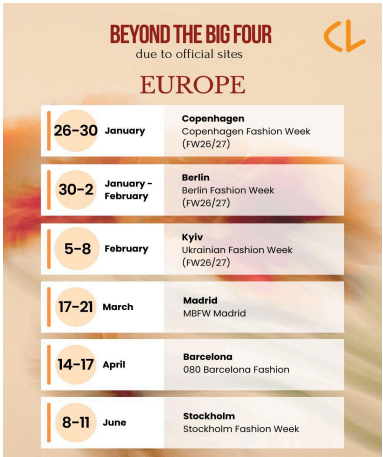 BEYOND THE BIG FOUR
CL
due to official sites
EUROPE
26-30 January
Copenhagen
Copenhagen Fashion Week
(FW26/27)
30-2 January -
February
Berlin
Berlin Fashion Week
(FW26/27)
5-8 February
Kyiv
Ukrainian Fashion Week
(FW26/27)
17-21 March
Madrid
MBFW Madrid
14-17 April
Barcelona
080 Barcelona Fashion
8-11 June
Stockholm
Stockholm Fashion Week